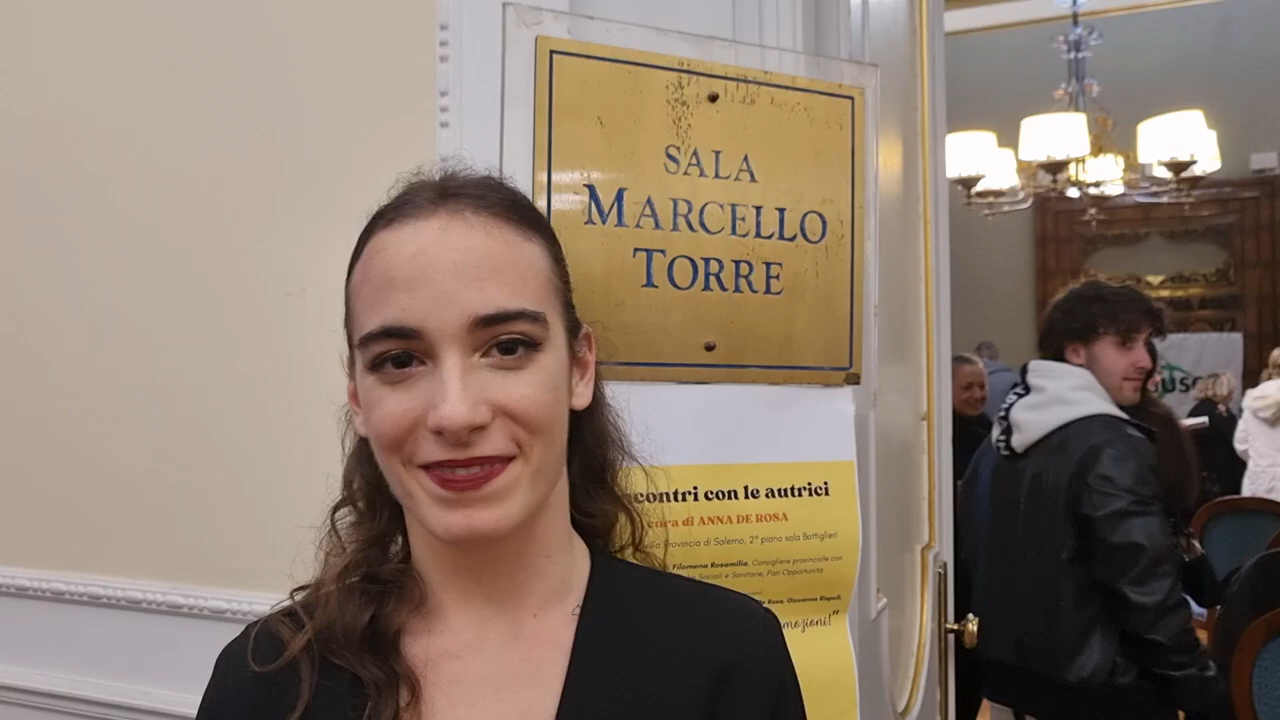 SALA
MARCELLO
TORRE
contri con le autrici
cura di ANNA DE ROSA
Provincia di Salerno, 2° piano sala Bottiglieri
Filomena Rosamilia, Consigliere provinciale con
Sociali e Sanitarie, Pari Opportunità
De Rosa, Giovanna Rispoli,
emozioni!"